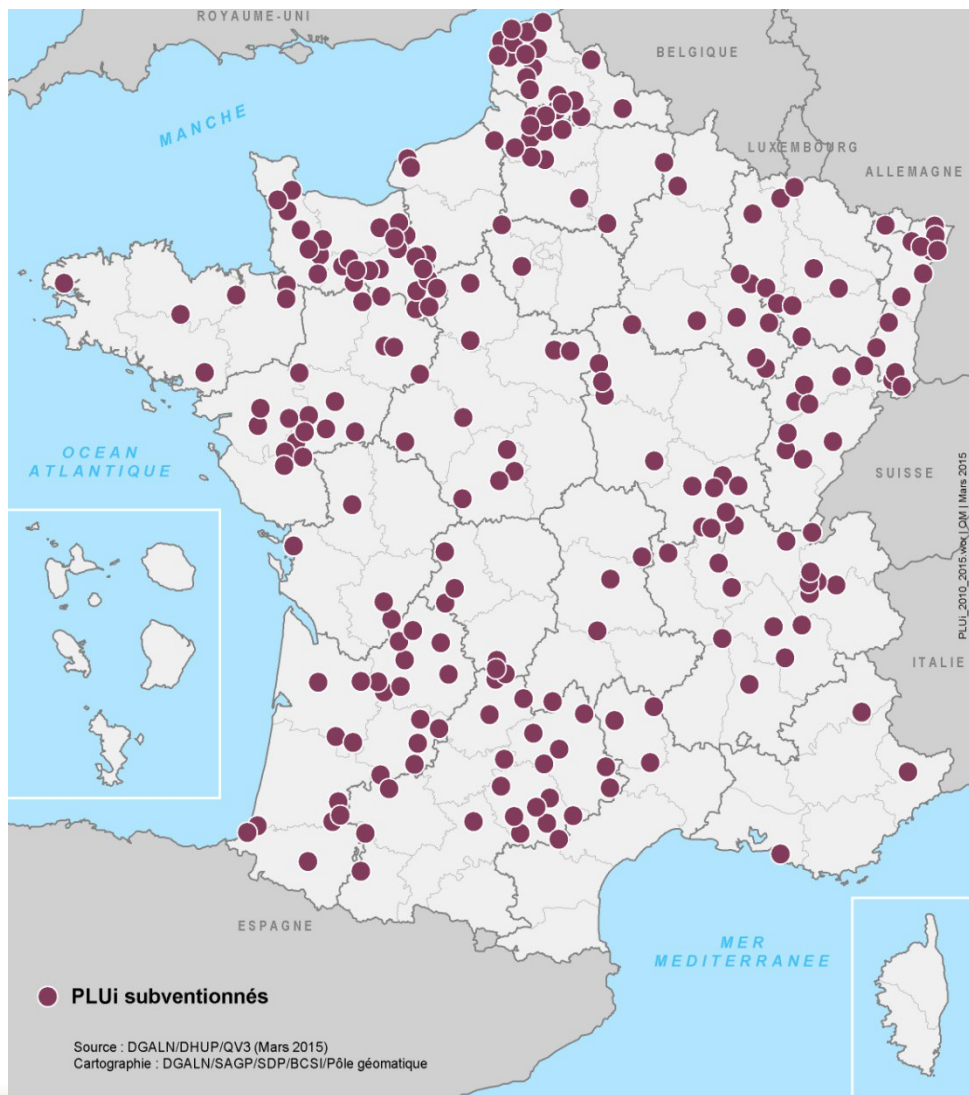 ROYAUME-UNI
BELGIQUE
MANCHE
LUXEMBOURG
ALLEMAGNE
OCEAN
ATLANTIQUE
SUISSE
PLUi_2010_2015.wor | QM | Mars 2015
ITALIE
ESPAGNE
MER
MEDITERRANEE
PLUi subventionnés
Source : DGALN/DHUP/QV3 (Mars 2015)
Cartographie : DGALN/SAGP/SDP/BCSI/Pôle géomatique